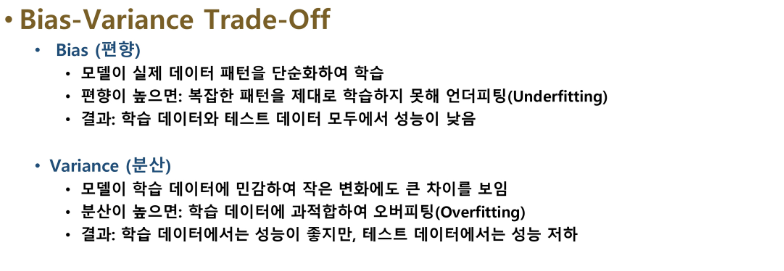 • Bias-Variance Trade-Off
• Bias (편향)
• 모델이 실제 데이터 패턴을 단순화하여 학습
• 편향이 높으면: 복잡한 패턴을 제대로 학습하지 못해 언더피팅(Underfitting)
• 결과: 학습 데이터와 테스트 데이터 모두에서 성능이 낮음
• Variance (분산)
• 모델이 학습 데이터에 민감하여 작은 변화에도 큰 차이를 보임
• 분산이 높으면: 학습 데이터에 과적합하여 오버피팅(Overfitting)
• 결과: 학습 데이터에서는 성능이 좋지만, 테스트 데이터에서는 성능 저하